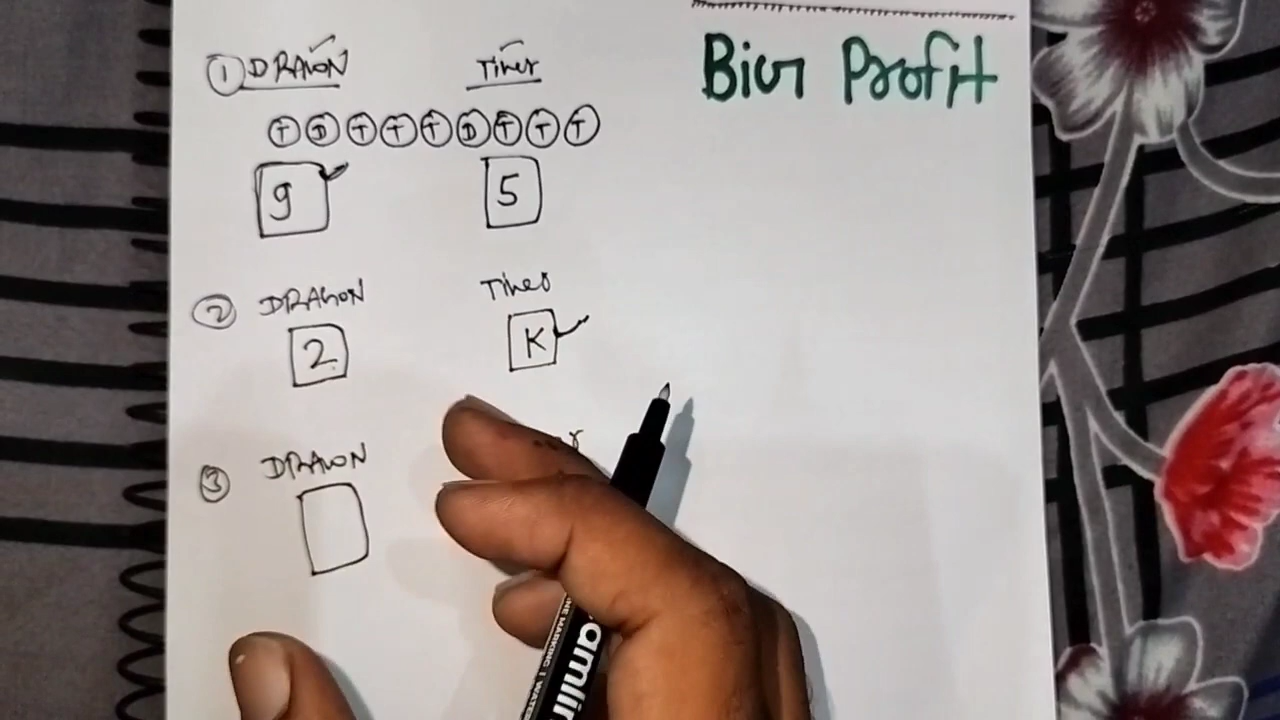 ① DRAGON Tiger
T D T T T D T T T
9 5
Big Profit
② DRAGON Tiger
2 K
③ DRAGON